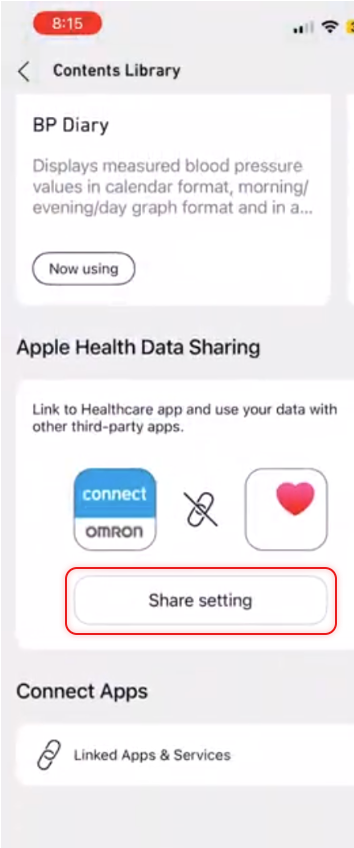 8:15
Contents Library
BP Diary
Displays measured blood pressure
values in calendar format, morning/
evening/day graph format and in a...
Now using
Apple Health Data Sharing
Link to Healthcare app and use your data with
other third-party apps.
connect
OMRON
Share setting
Connect Apps
Linked Apps & Services